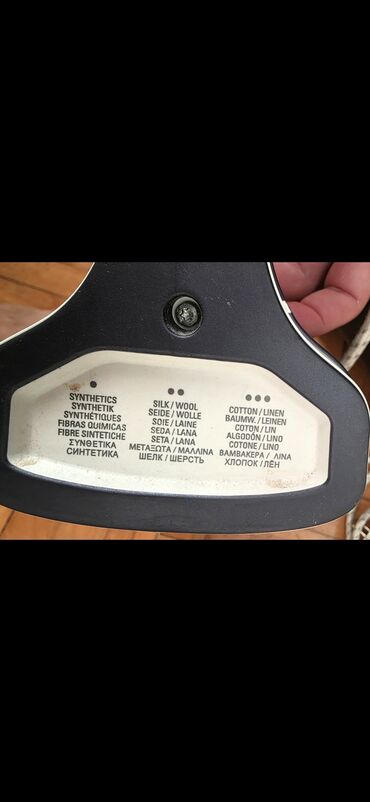 •
SYNTHETICS
SYNTHETIK
SYNTHÉTIQUES
FIBRAS QUIMICAS
FIBRE SINTETICHE
ΣΥΝΘΕΤΙΚΑ
СИНТЕТИКА
••
SILK / WOOL
SEIDE / WOLLE
SOIE / LAINE
SEDA / LANA
SETA / LANA
ΜΕΤΑΞΩΤΑ / ΜΑΛΛΙΝΑ
ШЕЛК / ШЕРСТЬ
•••
COTTON / LINEN
BAUMW. / LEINEN
COTON / LIN
ALGODÓN / LINO
COTONE / LINO
ΒΑΜΒΑΚΕΡΑ / ΛΙΝΑ
ХЛОПОК / ЛЁН